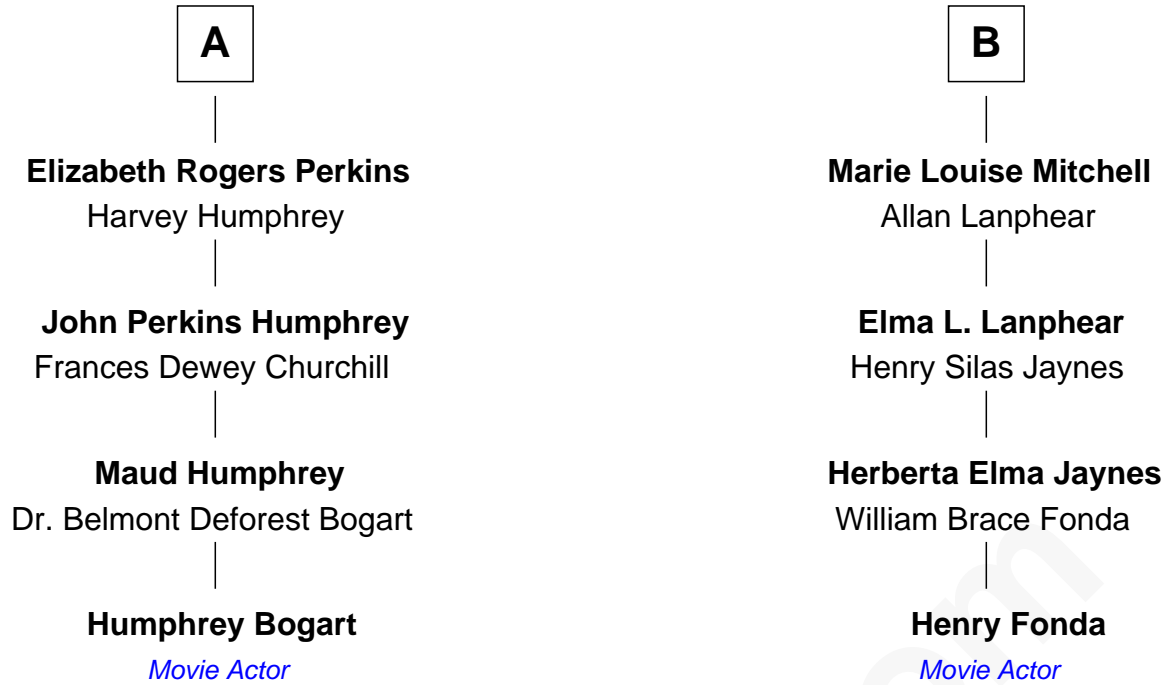 A
Elizabeth Rogers Perkins
Harvey Humphrey
John Perkins Humphrey
Frances Dewey Churchill
Maud Humphrey
Dr. Belmont Deforest Bogart
Humphrey Bogart
Movie Actor
B
Marie Louise Mitchell
Allan Lanphear
Elma L. Lanphear
Henry Silas Jaynes
Herberta Elma Jaynes
William Brace Fonda
Henry Fonda
Movie Actor